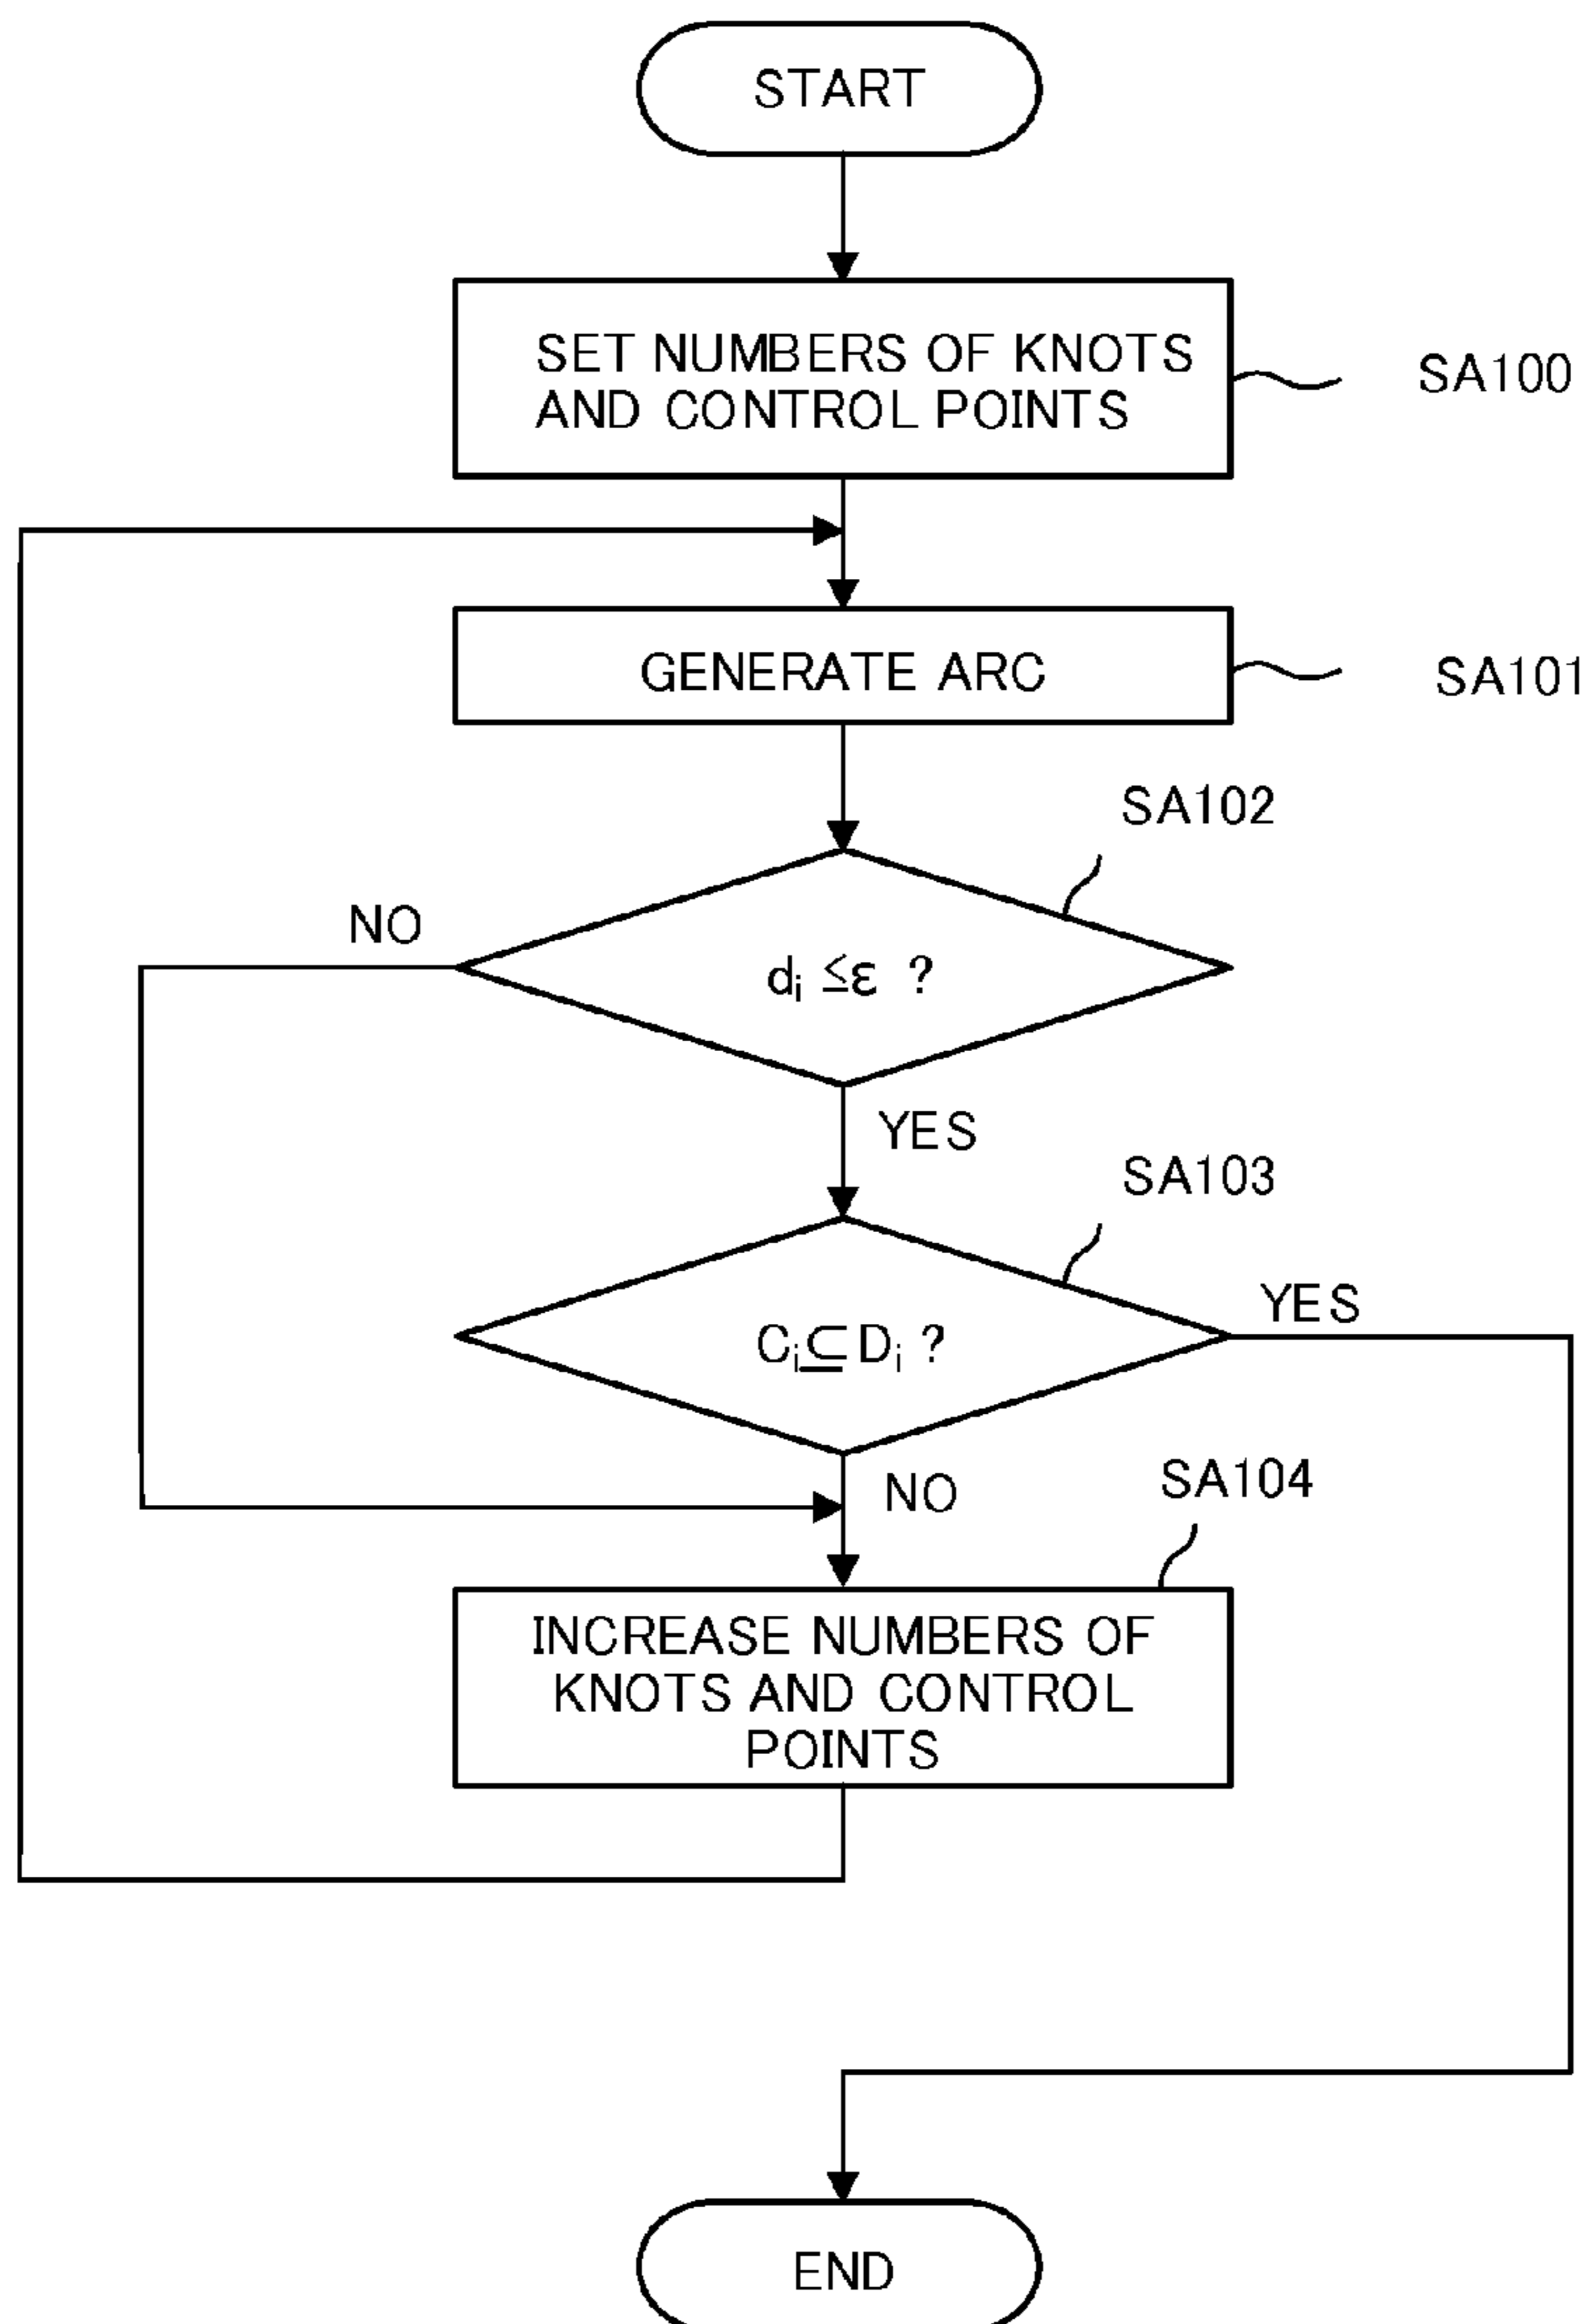 START
SET NUMBERS OF KNOTS
AND CONTROL POINTS
SA100
GENERATE ARC
SA101
SA102
NO
dᵢ ≦ε ?
YES
SA103
YES
Cᵢ⊆Dᵢ ?
NO
SA104
INCREASE NUMBERS OF
KNOTS AND CONTROL
POINTS
END